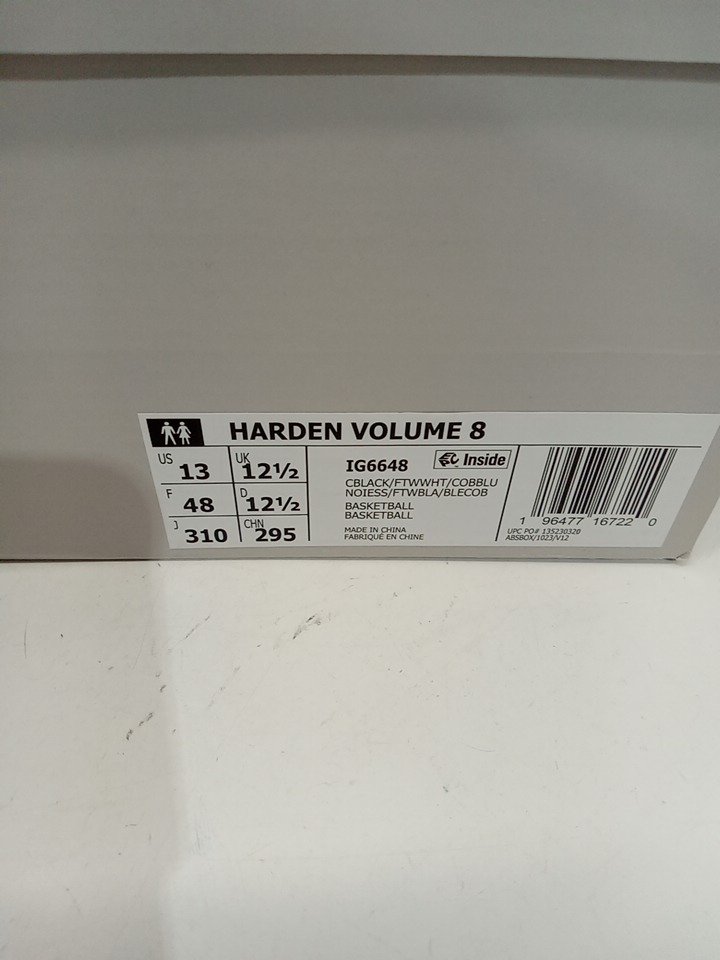 HARDEN VOLUME 8
US 13 UK 12½
F 48 D 12½
J 310 CHN 295
IG6648 Inside
CBLACK/FTWWHT/COBBLU
NOIESS/FTWBLA/BLECOB
BASKETBALL
BASKETBALL
MADE IN CHINA
FABRIQUÉ EN CHINE
1 96477 16722 0
UPC PO# 135230320
ABSBOX/1023/V12